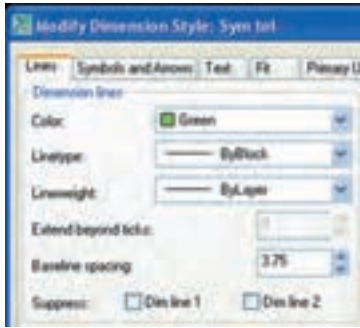 Modify Dimension Style: Sym tol
Lines Symbols and Arrows Text Fit Primary U
Dimension lines
Color: Green
Linetype: ByBlock
Lineweight: ByLayer
Extend beyond ticks:
Baseline spacing: 3.75
Suppress: Dim line 1 Dim line 2